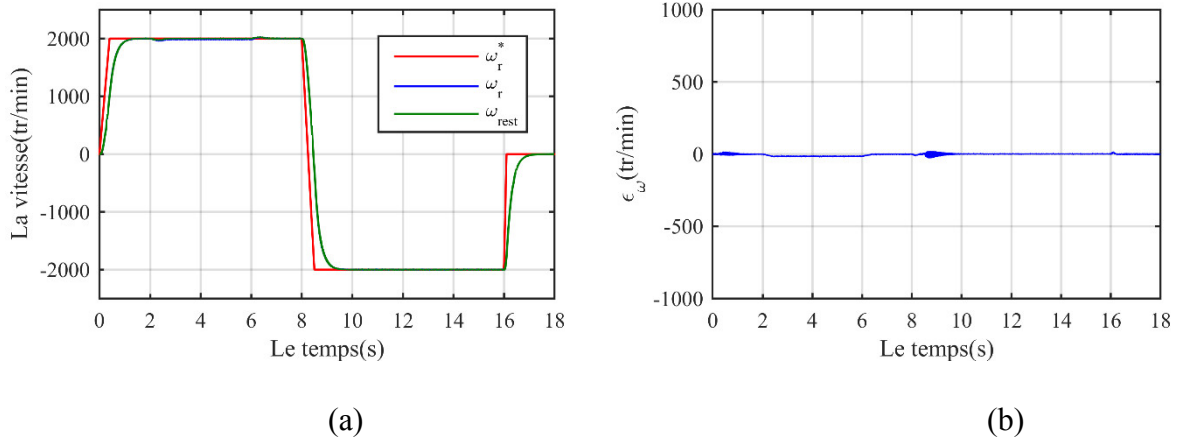 2000
1000
0
-1000
-2000
La vitesse(tr/min)
ω*r
ωr
ωrest
0 2 4 6 8 10 12 14 16 18
Le temps(s)
(a)
1000
500
0
-500
-1000
ϵω(tr/min)
0 2 4 6 8 10 12 14 16 18
Le temps(s)
(b)